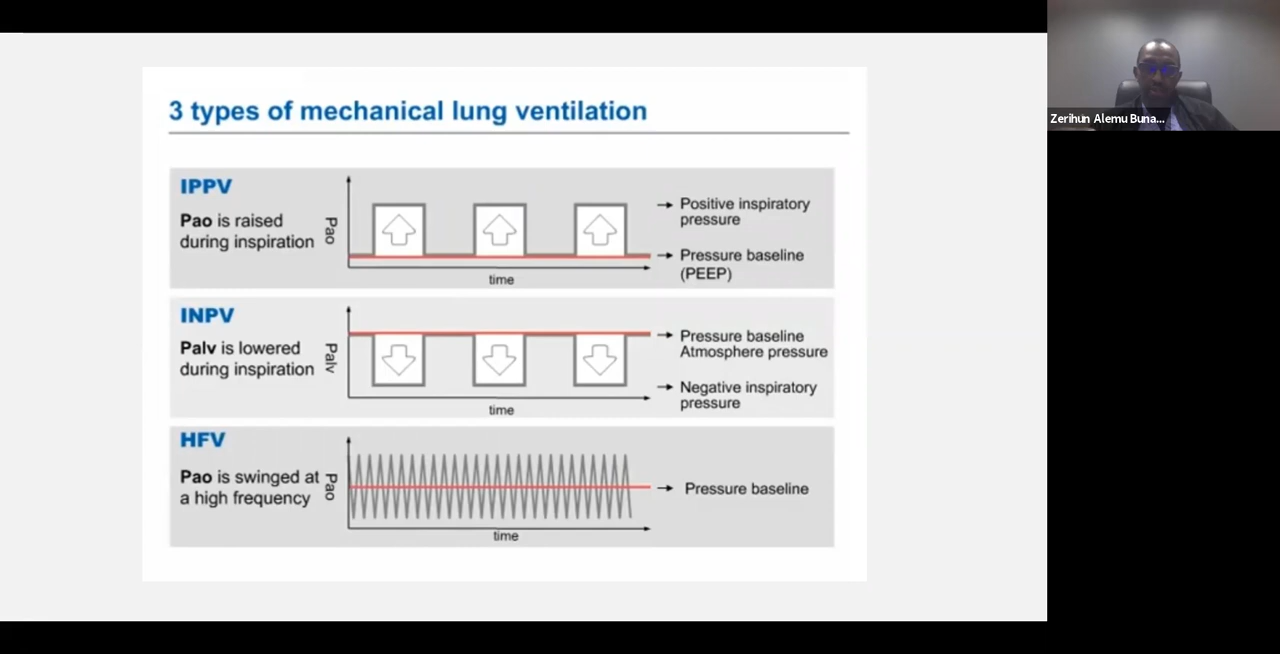 3 types of mechanical lung ventilation
IPPV
Pao is raised
during inspiration
Pao
time
Positive inspiratory
pressure
Pressure baseline
(PEEP)
INPV
Palv is lowered
during inspiration
Palv
time
Pressure baseline
Atmosphere pressure
Negative inspiratory
pressure
HFV
Pao is swinged at
a high frequency
Pao
time
Pressure baseline
Zerihun Alemu Buna...